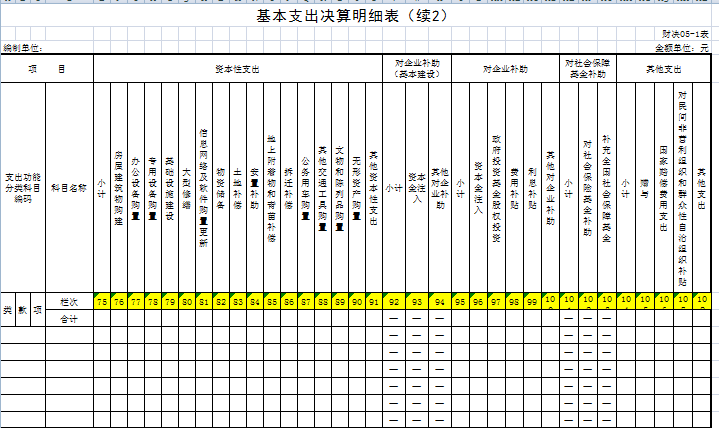 基本支出决算明细表（续2）
财决05-1表
编制单位： 金额单位：元
项 目 资本性支出 对企业补助（基本建设） 对企业补助 对社会保障基金补助 其他支出
支出功能分类科目编码
科目名称
小计
房屋建筑物购建
办公设备购置
专用设备购置
基础设施建设
大型修缮
信息网络及软件购置更新
物资储备
土地补偿
安置补助
地上附着物和青苗补偿
拆迁补偿
公务用车购置
其他交通工具购置
文物和陈列品购置
无形资产购置
其他资本性支出
小计
资本金注入
其他对企业补助
小计
资本金注入
政府投资基金股权投资
费用补贴
利息补贴
其他对企业补助
小计
对社会保险基金补助
补充全国社会保障基金
小计
赠与
国家赔偿费用支出
对民间非营利组织和群众性自治组织补贴
其他支出
类 款 项 栏次 75 76 77 78 79 80 81 82 83 84 85 86 87 88 89 90 91 92 93 94 95 96 97 98 99
合计 — — — — — —
— — — — — —
— — — — — —
— — — — — —
— — — — — —
— — — — — —
— — — — — —